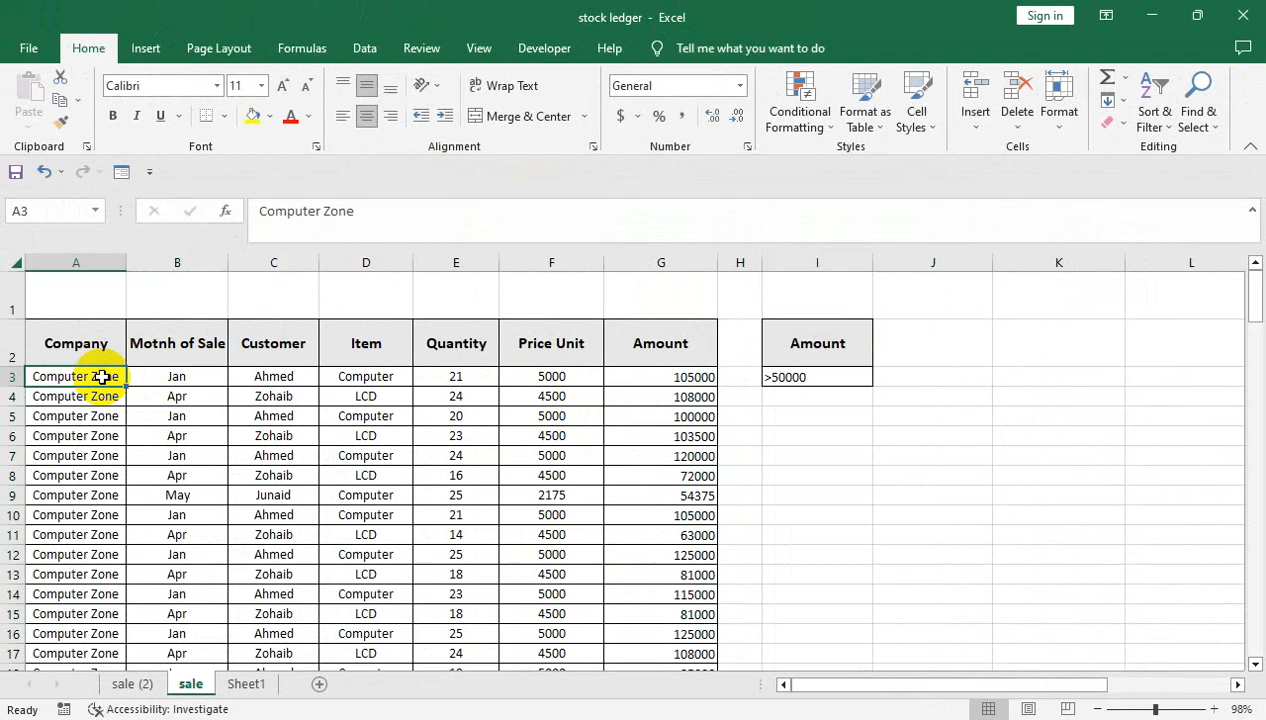 stock ledger - Excel
Sign in
File Home Insert Page Layout Formulas Data Review View Developer Help Tell me what you want to do
Paste
Calibri 11
B I U A
Wrap Text
Merge & Center
General
$ % ,
Conditional Formatting
Format as Table
Cell Styles
Insert
Delete
Format
Sort & Filter
Find & Select
Clipboard Font Alignment Number Styles Cells Editing
A3 fx Computer Zone
A B C D E F G H I J K L
1
2 Company Motnh of Sale Customer Item Quantity Price Unit Amount Amount
3 Computer Zone Jan Ahmed Computer 21 5000 105000 >50000
4 Computer Zone Apr Zohaib LCD 24 4500 108000
5 Computer Zone Jan Ahmed Computer 20 5000 100000
6 Computer Zone Apr Zohaib LCD 23 4500 103500
7 Computer Zone Jan Ahmed Computer 24 5000 120000
8 Computer Zone Apr Zohaib LCD 16 4500 72000
9 Computer Zone May Junaid Computer 25 2175 54375
10 Computer Zone Jan Ahmed Computer 21 5000 105000
11 Computer Zone Apr Zohaib LCD 14 4500 63000
12 Computer Zone Jan Ahmed Computer 25 5000 125000
13 Computer Zone Apr Zohaib LCD 18 4500 81000
14 Computer Zone Jan Ahmed Computer 23 5000 115000
15 Computer Zone Apr Zohaib LCD 18 4500 81000
16 Computer Zone Jan Ahmed Computer 25 5000 125000
17 Computer Zone Apr Zohaib LCD 24 4500 108000
sale (2) sale Sheet1
Ready Accessibility: Investigate 98%